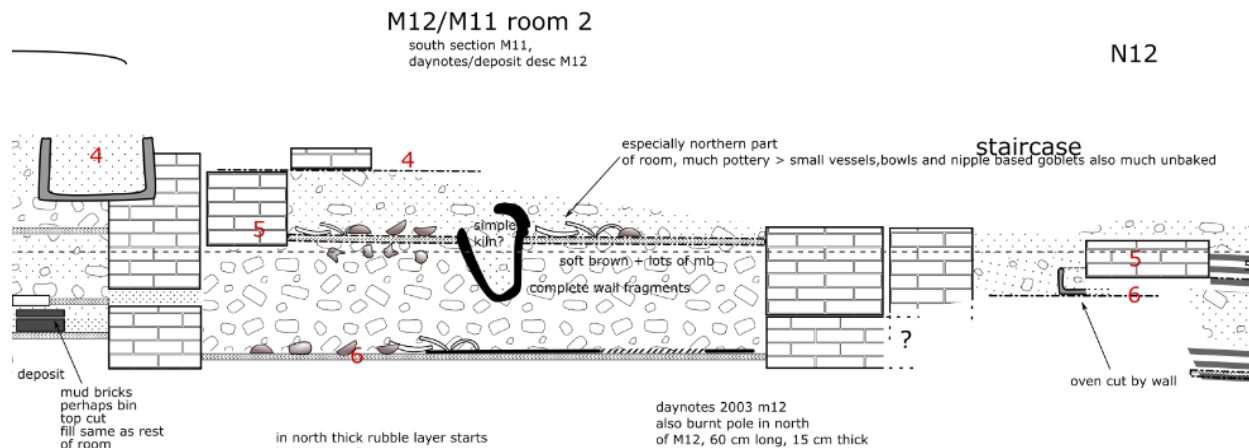 M12/M11 room 2
south section M11,
daynotes/deposit desc M12
N12
especially northern part
of room, much pottery > small vessels,bowls and nipple based goblets also much unbaked
staircase
4
4
5
simple
kiln?
soft brown + lots of mb
complete wall fragments
5
6
6
?
deposit
mud bricks
perhaps bin
top cut
fill same as rest
of room
oven cut by wall
in north thick rubble layer starts
daynotes 2003 m12
also burnt pole in north
of M12, 60 cm long, 15 cm thick